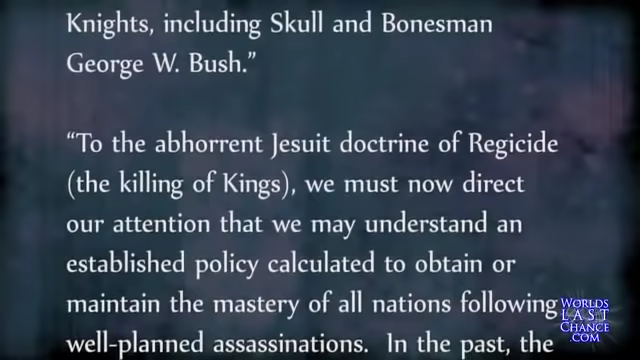 Knights, including Skull and Bonesman
George W. Bush.”
“To the abhorrent Jesuit doctrine of Regicide
(the killing of Kings), we must now direct
our attention that we may understand an
established policy calculated to obtain or
maintain the mastery of all nations following
well-planned assassinations.  In the past, the
WORLDS
LAST
CHANCE
.COM